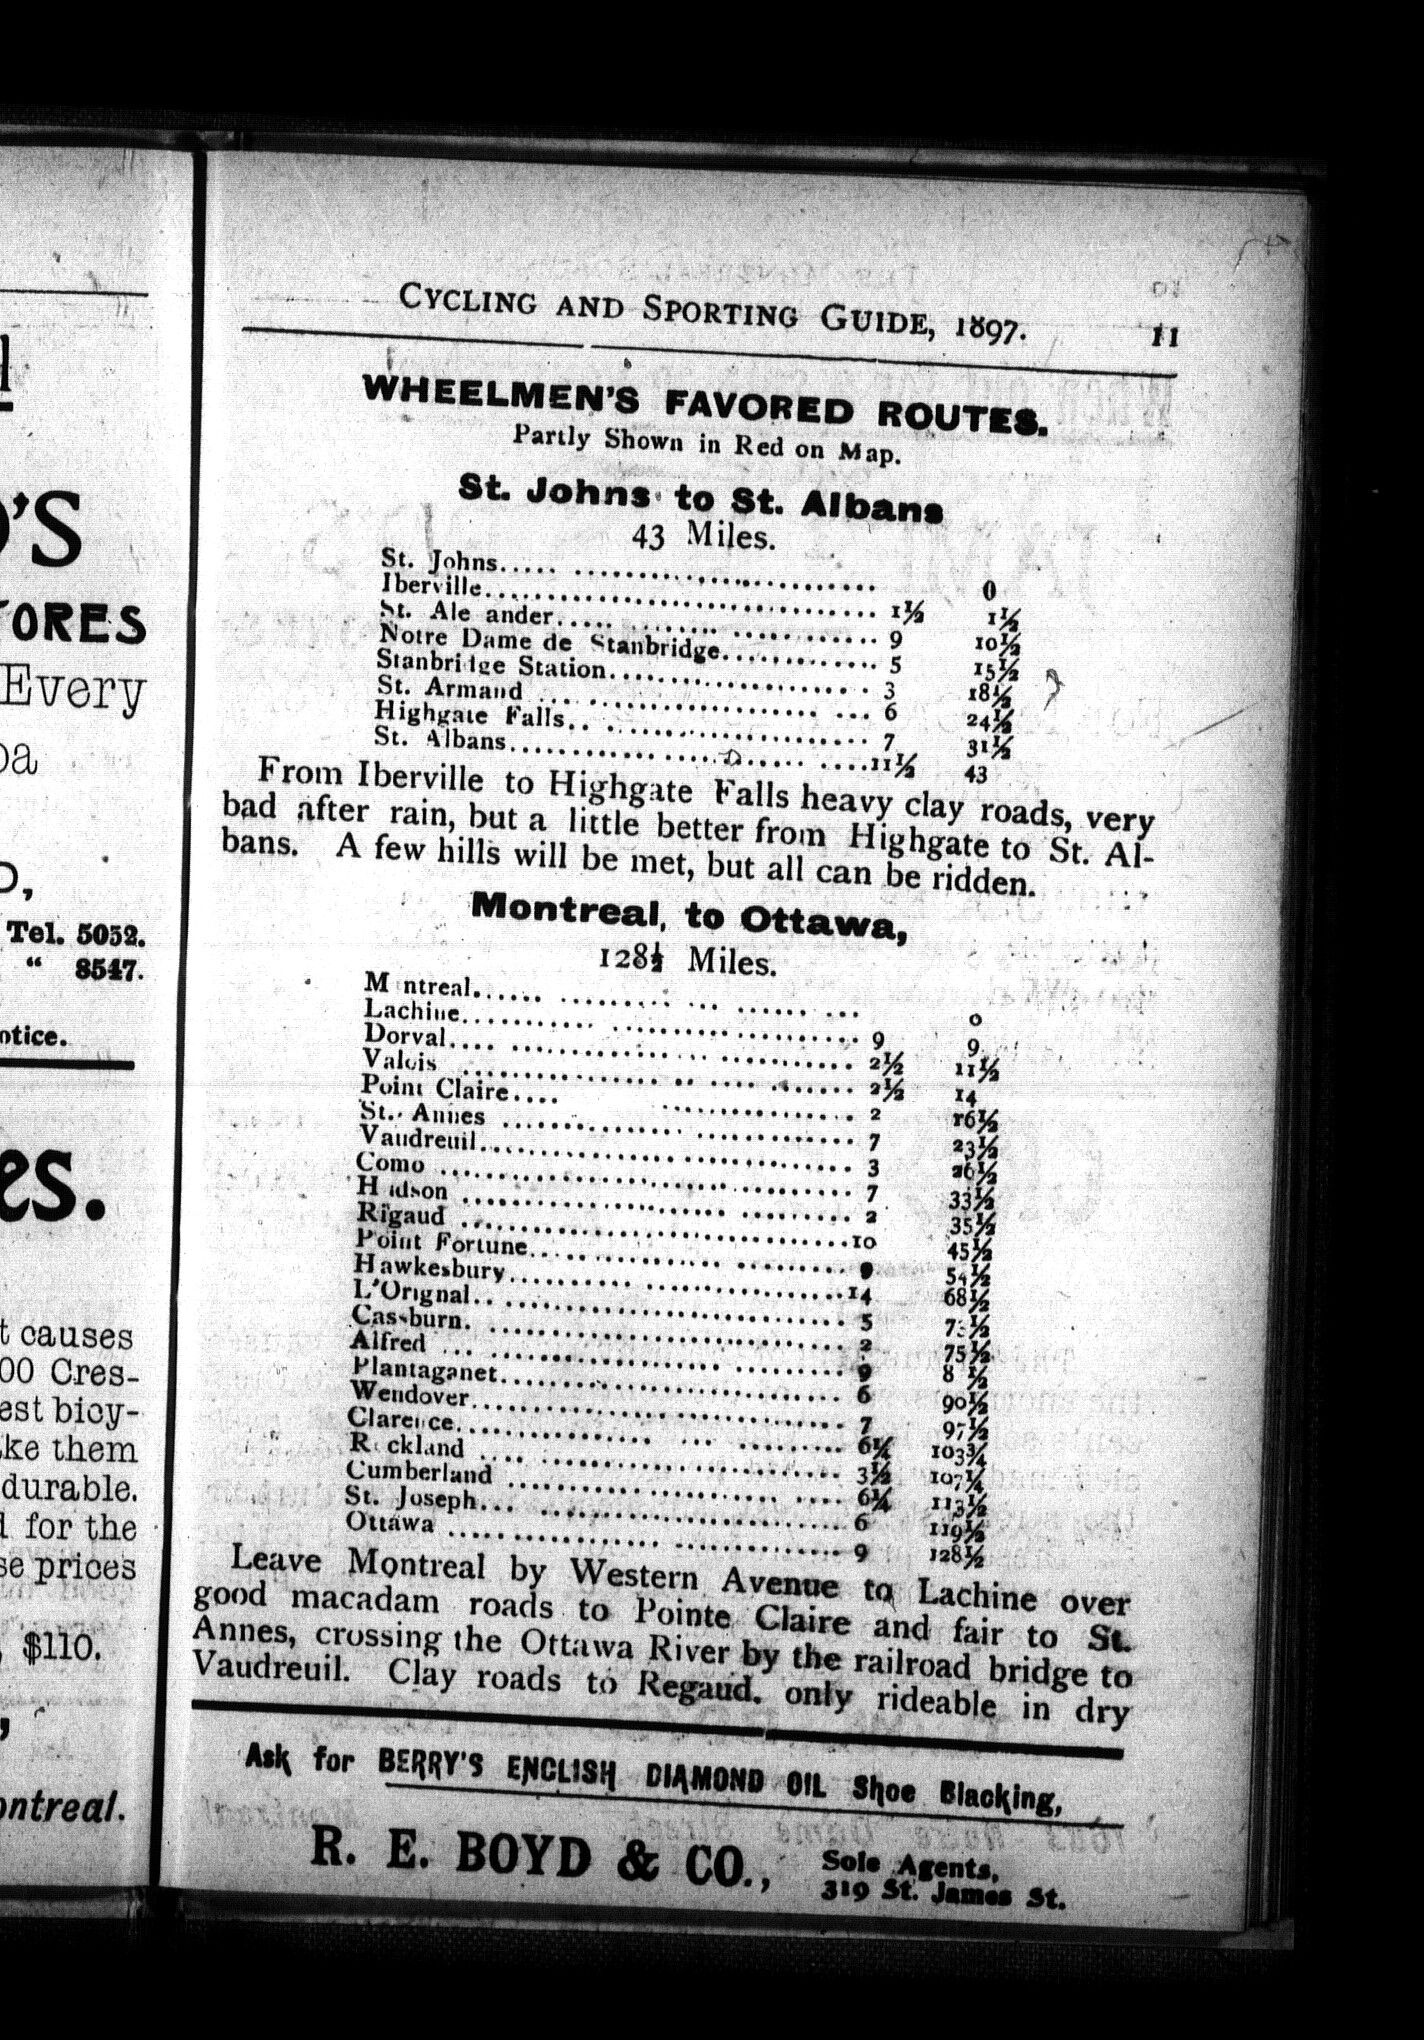 CYCLING AND SPORTING GUIDE, 1897. 11
WHEELMEN'S FAVORED ROUTES.
Partly Shown in Red on Map.
St. Johns to St. Albans
43 Miles.
St. Johns..... ........................... 0
Iberville.................................... 1½ 1½
St. Ale ander..... ........ ............ 9 10½
Notre Dame de Stanbridge............ 5 15½
Stanbridge Station..................... 3 18½
St. Armand ........................ ... 6 24½
Highgate Falls.. ........................ 7 31½
St. Albans............... ......... ....11½ 43
From Iberville to Highgate Falls heavy clay roads, very
bad after rain, but a little better from Highgate to St. Al-
bans. A few hills will be met, but all can be ridden.
Montreal, to Ottawa,
128½ Miles.
M ntreal...... .......... ... ...... ... 0
Lachine............ .......... ........... 9 9
Dorval.... ............... ............ 2½ 11½
Valois ................ .... ......... 2½ 14
Point Claire.... ................ 2 16½
St. Annes .............. ............. 7 23½
Vaudreuil................................ 3 26½
Como ........................ .......... 7 33½
H dson ................... ......... 2 35½
Rigaud ................................10 45½
Point Fortune............... .......... 9 54½
Hawkesbury............ ................14 68½
L'Orignal.. ............................ 5 73½
Cassburn. .............................. 2 75½
Alfred ... ................. .......... 9 8 ½
Plantaganet........................... 6 90½
Wendover.............................. 7 97½
Clarence.................. ... ......... 6¼ 103¾
Rockland .... ........................ 3½ 107¼
Cumberland .................... .... 6¼ 113½
St. Joseph... ........................ 6 119½
Ottawa ................... ............. 9 128½
Leave Montreal by Western Avenue to Lachine over
good macadam roads to Pointe Claire and fair to St.
Annes, crossing the Ottawa River by the railroad bridge to
Vaudreuil. Clay roads to Regaud. only rideable in dry
Ask for BERRY'S ENGLISH DIAMOND OIL Shoe Blacking,
R. E. BOYD & CO., Sole Agents,
319 St. James St.
'S
ORES
Every
Tel. 5032.
" 8547.
otice.
es.
t causes
00 Cres-
est bicy-
ke them
durable.
for the
se prices
$110.
ontreal.